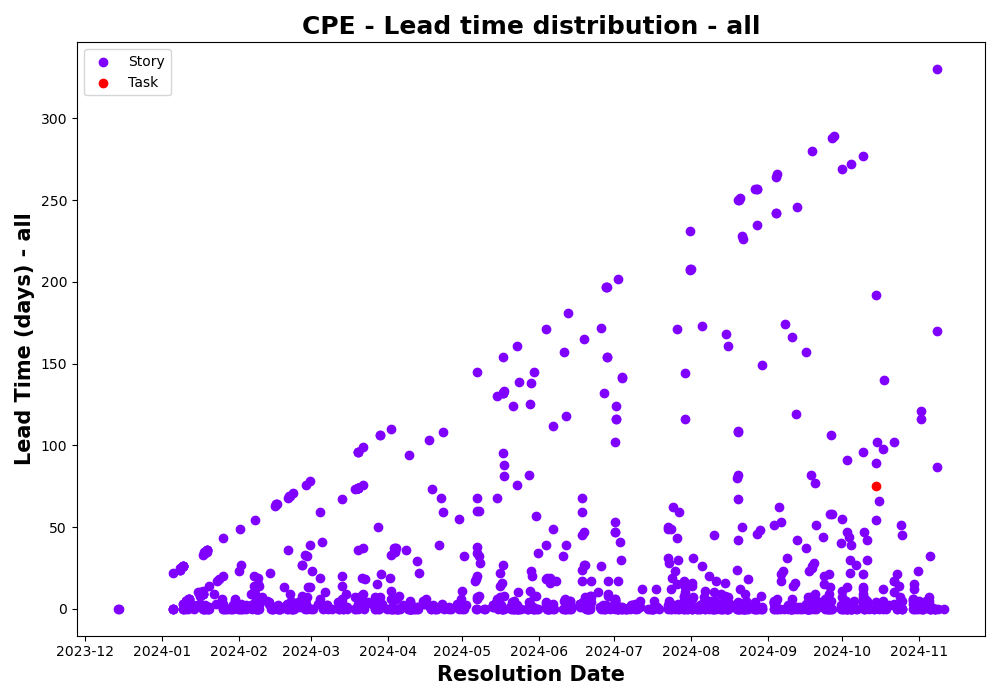 CPE - Lead time distribution - all
Story
Task
Lead Time (days) - all
300
250
200
150
100
50
0
2023-12 2024-01 2024-02 2024-03 2024-04 2024-05 2024-06 2024-07 2024-08 2024-09 2024-10 2024-11
Resolution Date